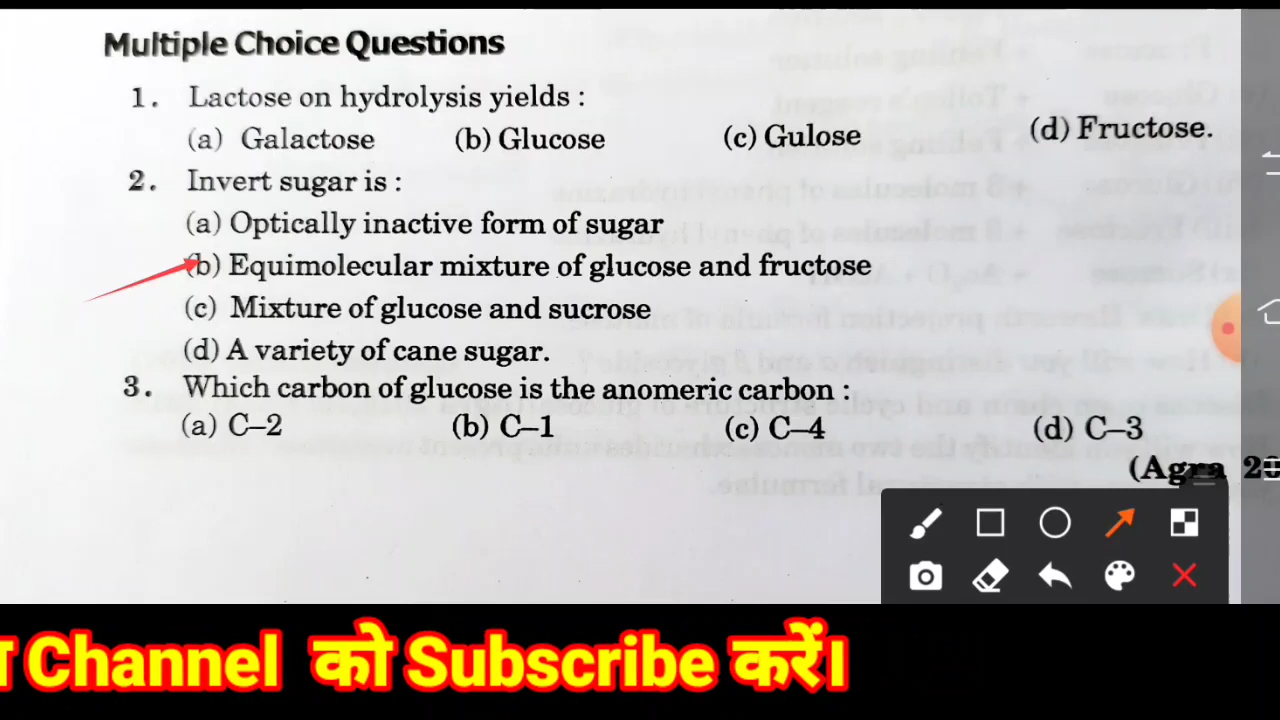 Multiple Choice Questions
1. Lactose on hydrolysis yields :
(a) Galactose (b) Glucose (c) Gulose (d) Fructose.
2. Invert sugar is :
(a) Optically inactive form of sugar
(b) Equimolecular mixture of glucose and fructose
(c) Mixture of glucose and sucrose
(d) A variety of cane sugar.
3. Which carbon of glucose is the anomeric carbon :
(a) C–2 (b) C–1 (c) C–4 (d) C–3
(Agra
Channel को Subscribe करें।